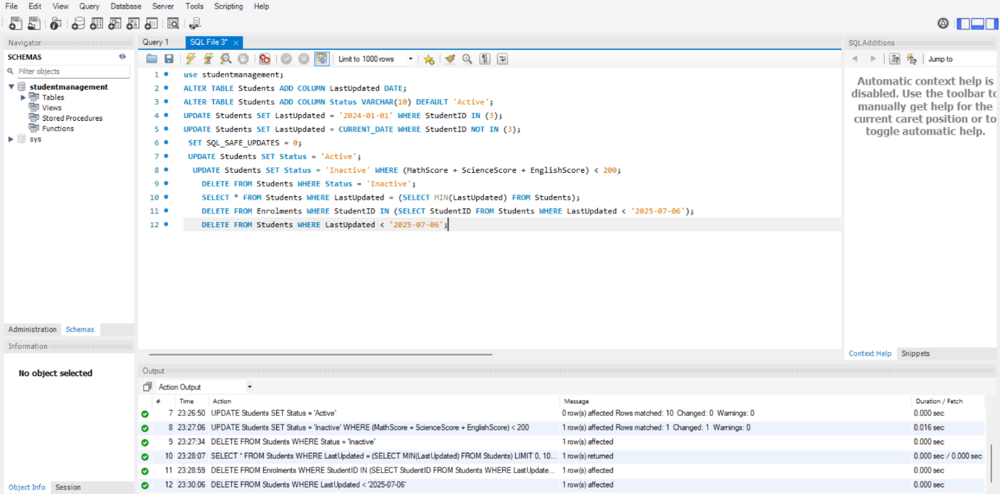 File Edit View Query Database Server Tools Scripting Help
Navigator
SCHEMAS
Filter objects
studentmanagement
Tables
Views
Stored Procedures
Functions
sys
Administration Schemas
Information
No object selected
Object Info Session
Query 1 SQL File 3*
Limit to 1000 rows
1 use studentmanagement;
2 ALTER TABLE Students ADD COLUMN LastUpdated DATE;
3 ALTER TABLE Students ADD COLUMN Status VARCHAR(10) DEFAULT 'Active';
4 UPDATE Students SET LastUpdated = '2024-01-01' WHERE StudentID IN (3);
5 UPDATE Students SET LastUpdated = CURRENT_DATE WHERE StudentID NOT IN (3);
6 SET SQL_SAFE_UPDATES = 0;
7 UPDATE Students SET Status = 'Active';
8 UPDATE Students SET Status = 'Inactive' WHERE (MathScore + ScienceScore + EnglishScore) < 200;
9 DELETE FROM Students WHERE Status = 'Inactive';
10 SELECT * FROM Students WHERE LastUpdated = (SELECT MIN(LastUpdated) FROM Students);
11 DELETE FROM Enrolments WHERE StudentID IN (SELECT StudentID FROM Students WHERE LastUpdated < '2025-07-06');
12 DELETE FROM Students WHERE LastUpdated < '2025-07-06';
SQLAdditions
Jump to
Automatic context help is
disabled. Use the toolbar to
manually get help for the
current caret position or to
toggle automatic help.
Context Help Snippets
Output
Action Output
# Time Action Message Duration / Fetch
7 23:26:50 UPDATE Students SET Status = 'Active' 0 row(s) affected Rows matched: 10 Changed: 0 Warnings: 0 0.000 sec
8 23:27:06 UPDATE Students SET Status = 'Inactive' WHERE (MathScore + ScienceScore + EnglishScore) < 200 1 row(s) affected Rows matched: 1 Changed: 1 Warnings: 0 0.016 sec
9 23:27:34 DELETE FROM Students WHERE Status = 'Inactive' 1 row(s) affected 0.000 sec
10 23:28:07 SELECT * FROM Students WHERE LastUpdated = (SELECT MIN(LastUpdated) FROM Students) LIMIT 0, 10... 1 row(s) returned 0.000 sec / 0.000 sec
11 23:28:59 DELETE FROM Enrolments WHERE StudentID IN (SELECT StudentID FROM Students WHERE LastUpdate... 1 row(s) affected 0.000 sec
12 23:30:06 DELETE FROM Students WHERE LastUpdated < '2025-07-06' 1 row(s) affected 0.000 sec